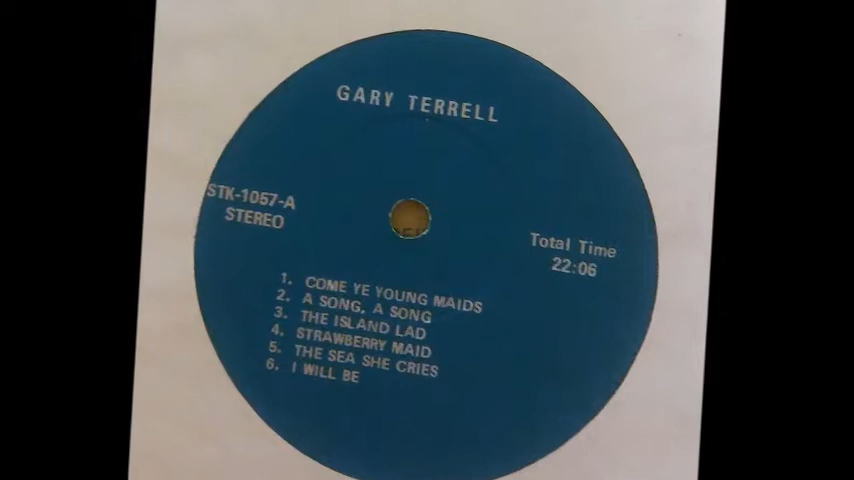 GARY TERRELL
STK-1057-A
STEREO
Total Time
22:06
1. COME YE YOUNG MAIDS
2. A SONG, A SONG
3. THE ISLAND LAD
4. STRAWBERRY MAID
5. THE SEA SHE CRIES
6. I WILL BE